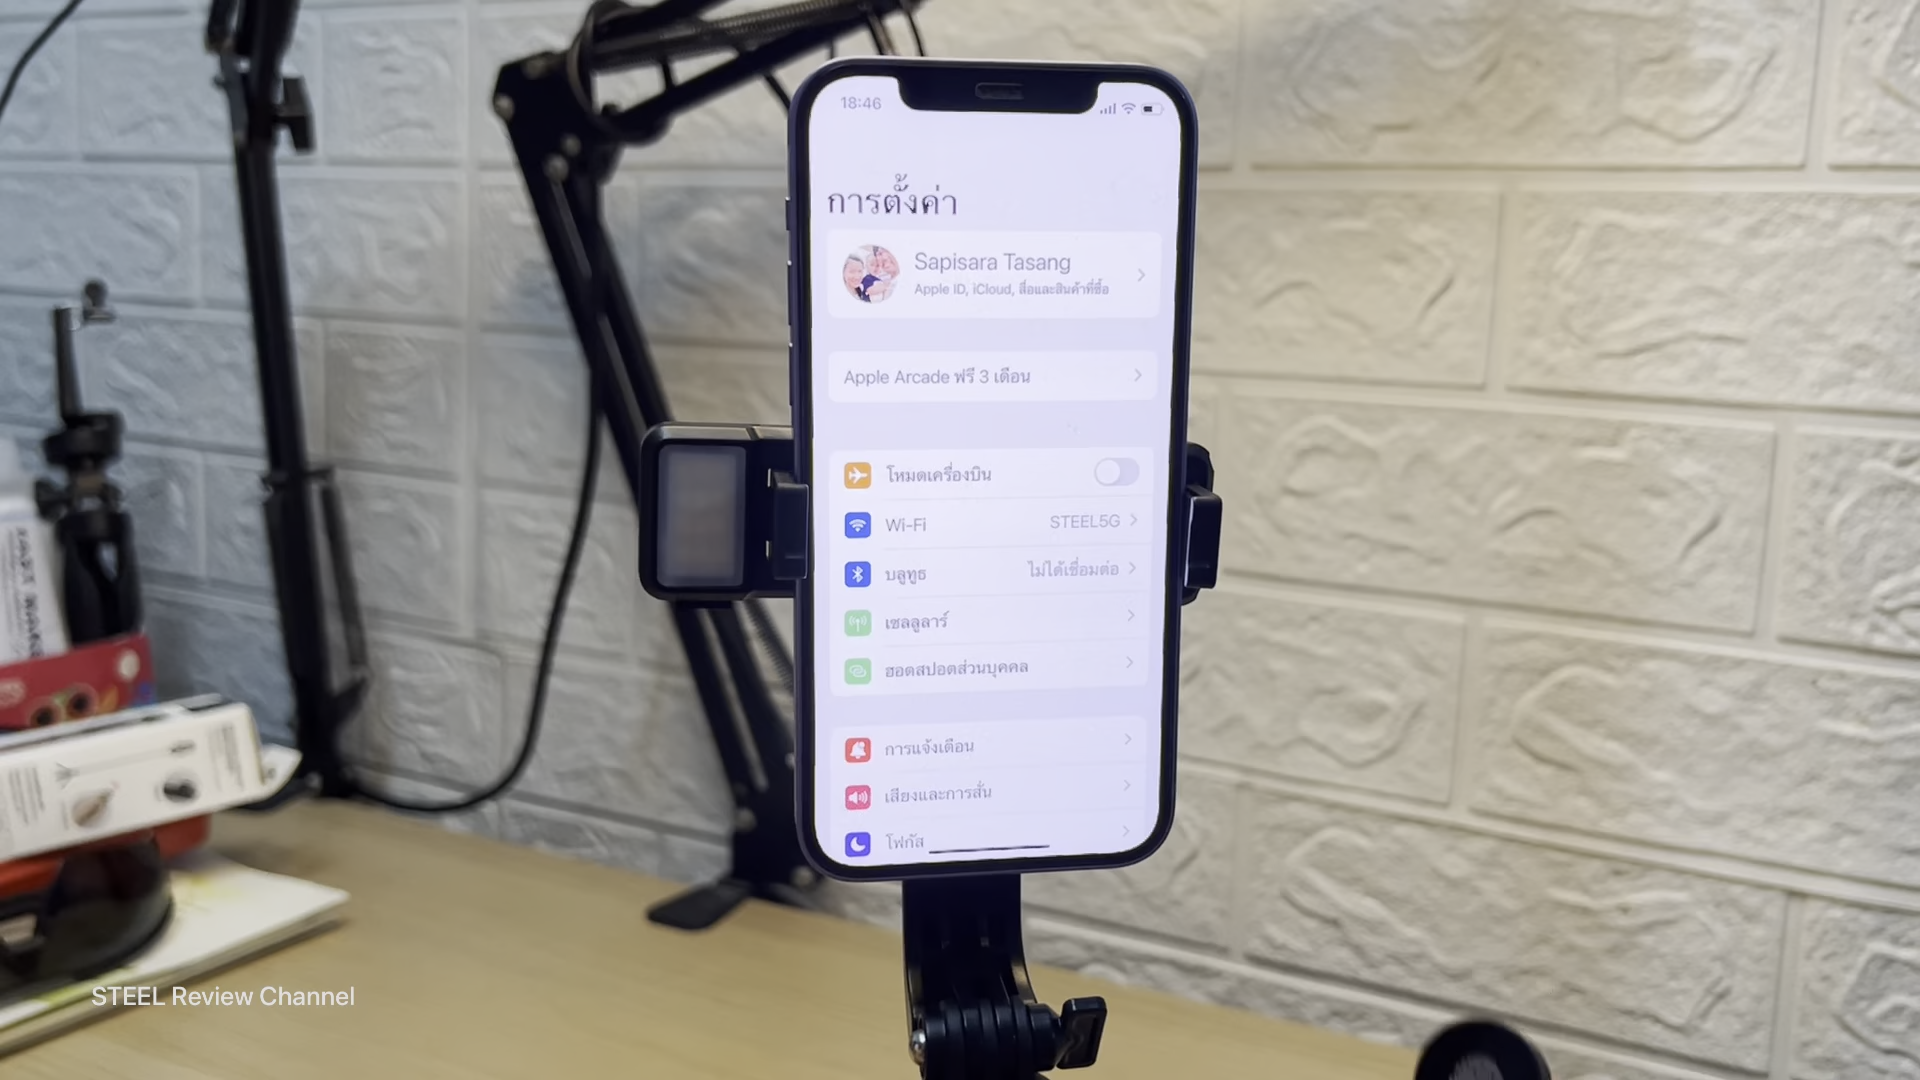 18:46
การตั้งค่า
Sapisara Tasang
Apple ID, iCloud, สื่อและสินค้าที่ซื้อ
Apple Arcade ฟรี 3 เดือน
โหมดเครื่องบิน
Wi-Fi STEEL5G
บลูทูธ ไม่ได้เชื่อมต่อ
เซลลูลาร์
ฮอตสปอตส่วนบุคคล
การแจ้งเตือน
เสียงและการสั่น
โฟกัส
STEEL Review Channel